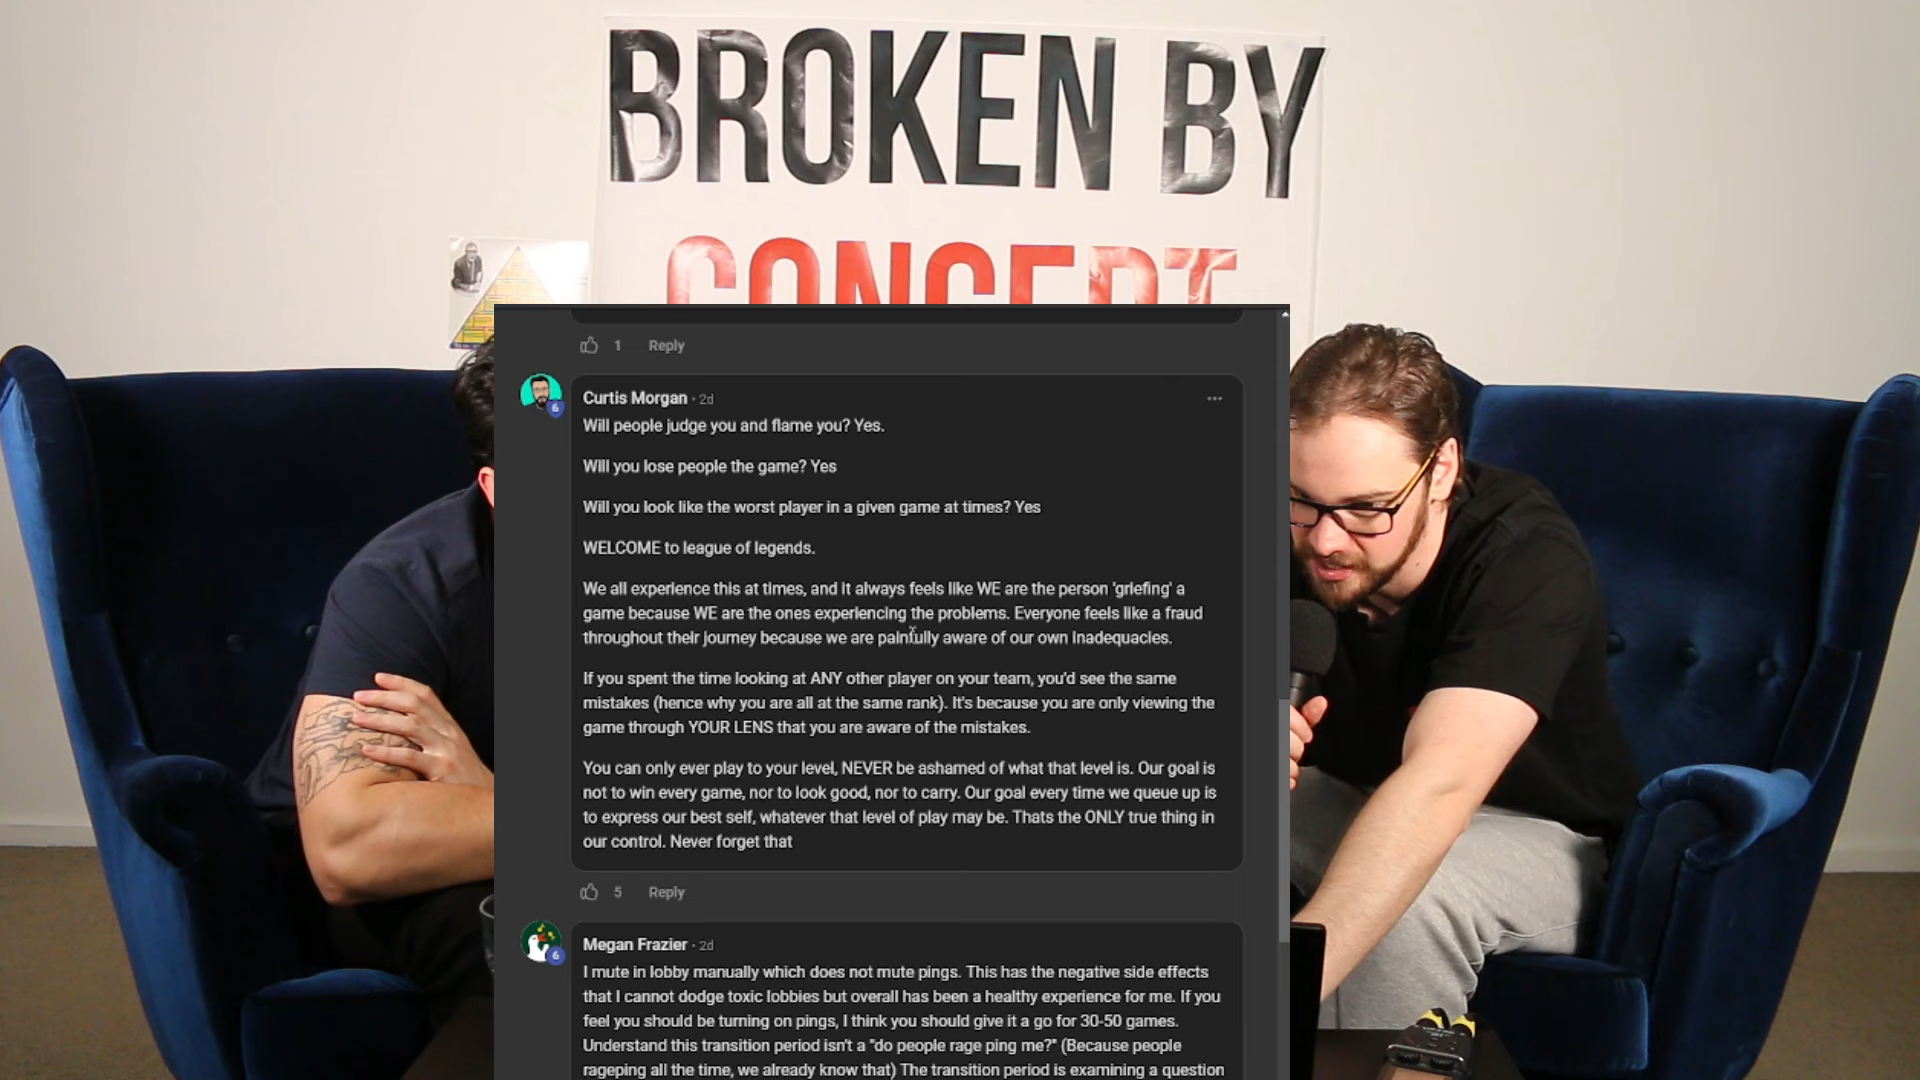 BROKEN BY
CONCEPT
1 Reply
Curtis Morgan · 2d
6
Will people judge you and flame you? Yes.
Will you lose people the game? Yes
Will you look like the worst player in a given game at times? Yes
WELCOME to league of legends.
We all experience this at times, and it always feels like WE are the person 'griefing' a
game because WE are the ones experiencing the problems. Everyone feels like a fraud
throughout their journey because we are painfully aware of our own inadequacies.
If you spent the time looking at ANY other player on your team, you'd see the same
mistakes (hence why you are all at the same rank). It's because you are only viewing the
game through YOUR LENS that you are aware of the mistakes.
You can only ever play to your level, NEVER be ashamed of what that level is. Our goal is
not to win every game, nor to look good, nor to carry. Our goal every time we queue up is
to express our best self, whatever that level of play may be. Thats the ONLY true thing in
our control. Never forget that
5 Reply
Megan Frazier · 2d
6
I mute in lobby manually which does not mute pings. This has the negative side effects
that I cannot dodge toxic lobbies but overall has been a healthy experience for me. If you
feel you should be turning on pings, I think you should give it a go for 30-50 games.
Understand this transition period isn't a "do people rage ping me?" (Because people
rageping all the time, we already know that) The transition period is examining a question